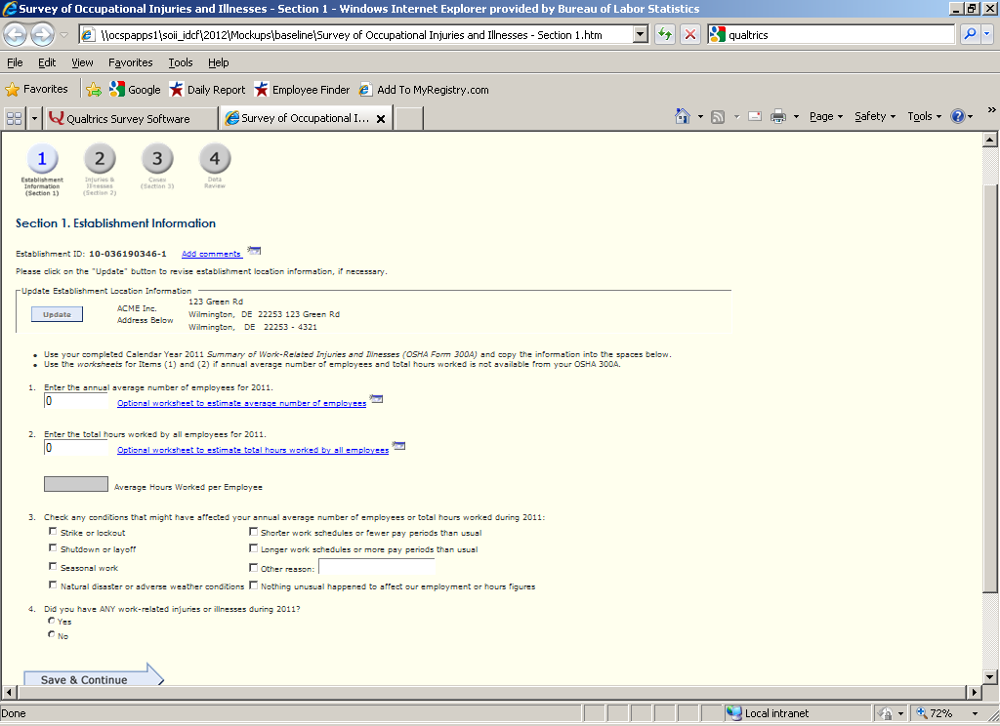 Survey of Occupational Injuries and Illnesses - Section 1 - Windows Internet Explorer provided by Bureau of Labor Statistics
\\ocspapps1\soii_idcf\2012\Mockups\baseline\Survey of Occupational Injuries and Illnesses - Section 1.htm
qualtrics
File Edit View Favorites Tools Help
Favorites Google Daily Report Employee Finder Add To MyRegistry.com
Qualtrics Survey Software Survey of Occupational I... Page Safety Tools
1 2 3 4
Establishment Information (Section 1)
Injuries & Illnesses (Section 2)
Cases (Section 3)
Data Review
Section 1. Establishment Information
Establishment ID: 10-036190346-1 Add comments
Please click on the "Update" button to revise establishment location information, if necessary.
Update Establishment Location Information
Update
ACME Inc.
Address Below
123 Green Rd
Wilmington, DE 22253 123 Green Rd
Wilmington, DE 22253 - 4321
Use your completed Calendar Year 2011 Summary of Work-Related Injuries and Illnesses (OSHA Form 300A) and copy the information into the spaces below.
Use the worksheets for Items (1) and (2) if annual average number of employees and total hours worked is not available from your OSHA 300A.
1. Enter the annual average number of employees for 2011.
0 Optional worksheet to estimate average number of employees
2. Enter the total hours worked by all employees for 2011.
0 Optional worksheet to estimate total hours worked by all employees
Average Hours Worked per Employee
3. Check any conditions that might have affected your annual average number of employees or total hours worked during 2011:
Strike or lockout Shorter work schedules or fewer pay periods than usual
Shutdown or layoff Longer work schedules or more pay periods than usual
Seasonal work Other reason:
Natural disaster or adverse weather conditions Nothing unusual happened to affect our employment or hours figures
4. Did you have ANY work-related injuries or illnesses during 2011?
Yes
No
Save & Continue
Done Local intranet 72%